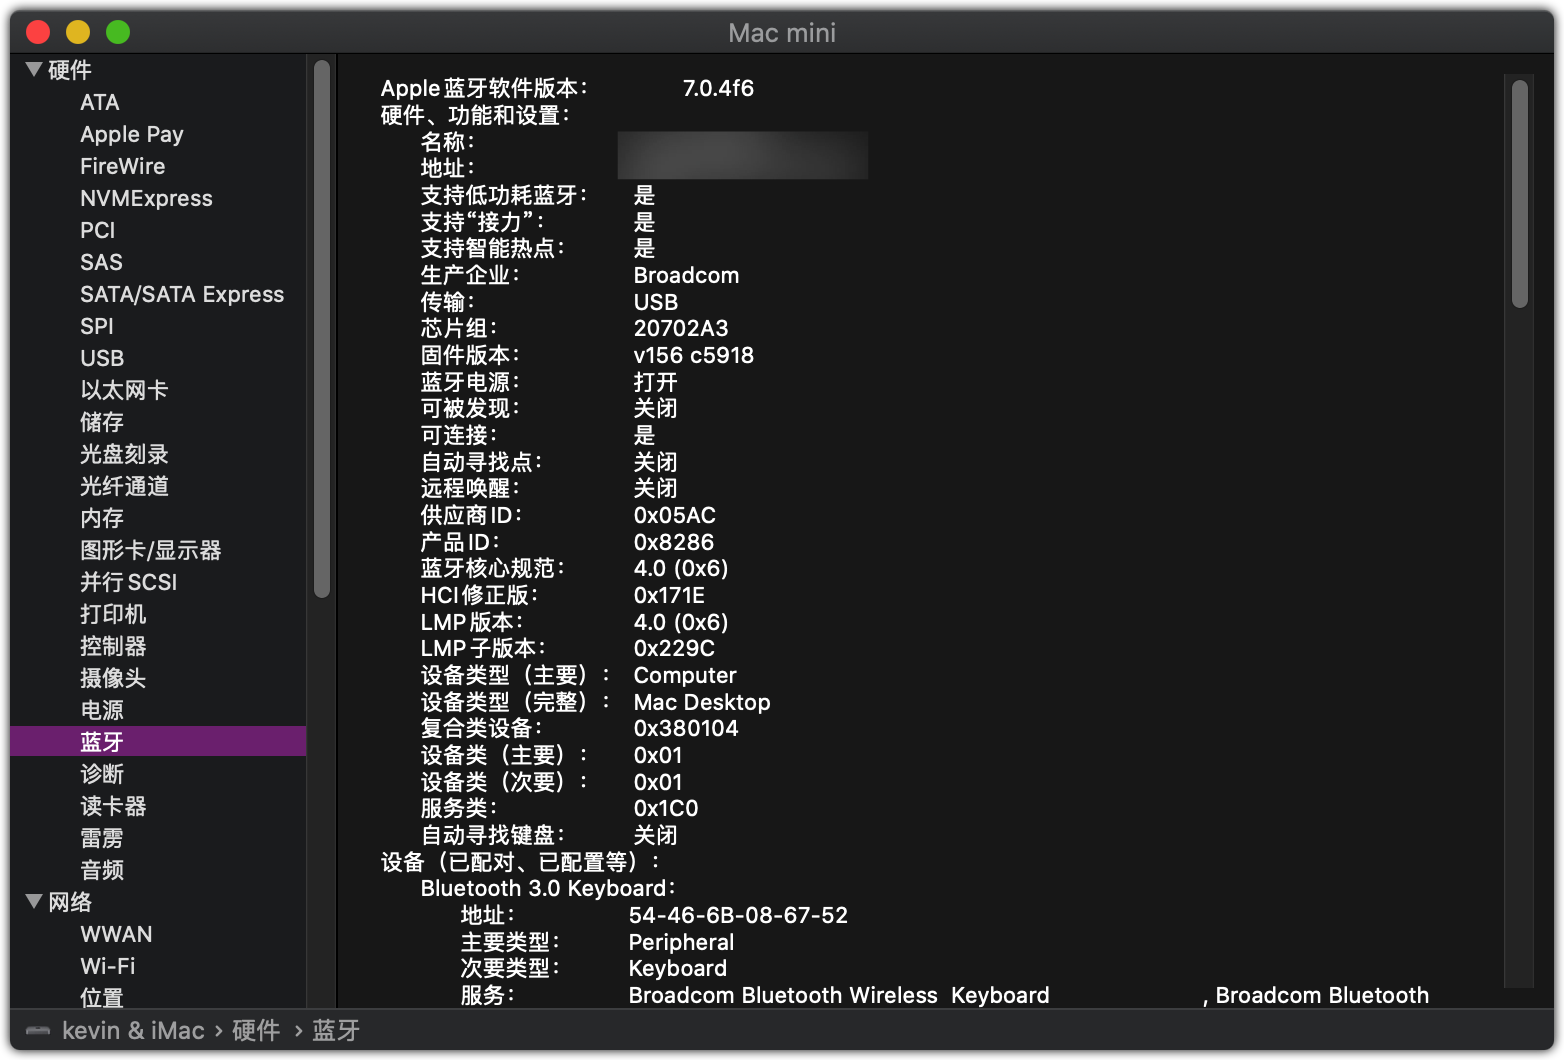 Mac mini
硬件
ATA
Apple Pay
FireWire
NVMExpress
PCI
SAS
SATA/SATA Express
SPI
USB
以太网卡
储存
光盘刻录
光纤通道
内存
图形卡/显示器
并行 SCSI
打印机
控制器
摄像头
电源
蓝牙
诊断
读卡器
雷雳
音频
网络
WWAN
Wi-Fi
位置
Apple蓝牙软件版本： 7.0.4f6
硬件、功能和设置：
名称：
地址：
支持低功耗蓝牙： 是
支持“接力”： 是
支持智能热点： 是
生产企业： Broadcom
传输： USB
芯片组： 20702A3
固件版本： v156 c5918
蓝牙电源： 打开
可被发现： 关闭
可连接： 是
自动寻找点： 关闭
远程唤醒： 关闭
供应商 ID： 0x05AC
产品 ID： 0x8286
蓝牙核心规范： 4.0 (0x6)
HCI 修正版： 0x171E
LMP 版本： 4.0 (0x6)
LMP 子版本： 0x229C
设备类型（主要）： Computer
设备类型（完整）： Mac Desktop
复合类设备： 0x380104
设备类（主要）： 0x01
设备类（次要）： 0x01
服务类： 0x1C0
自动寻找键盘： 关闭
设备（已配对、已配置等）：
Bluetooth 3.0 Keyboard：
地址： 54-46-6B-08-67-52
主要类型： Peripheral
次要类型： Keyboard
服务： Broadcom Bluetooth Wireless  Keyboard , Broadcom Bluetooth
kevin & iMac › 硬件 › 蓝牙